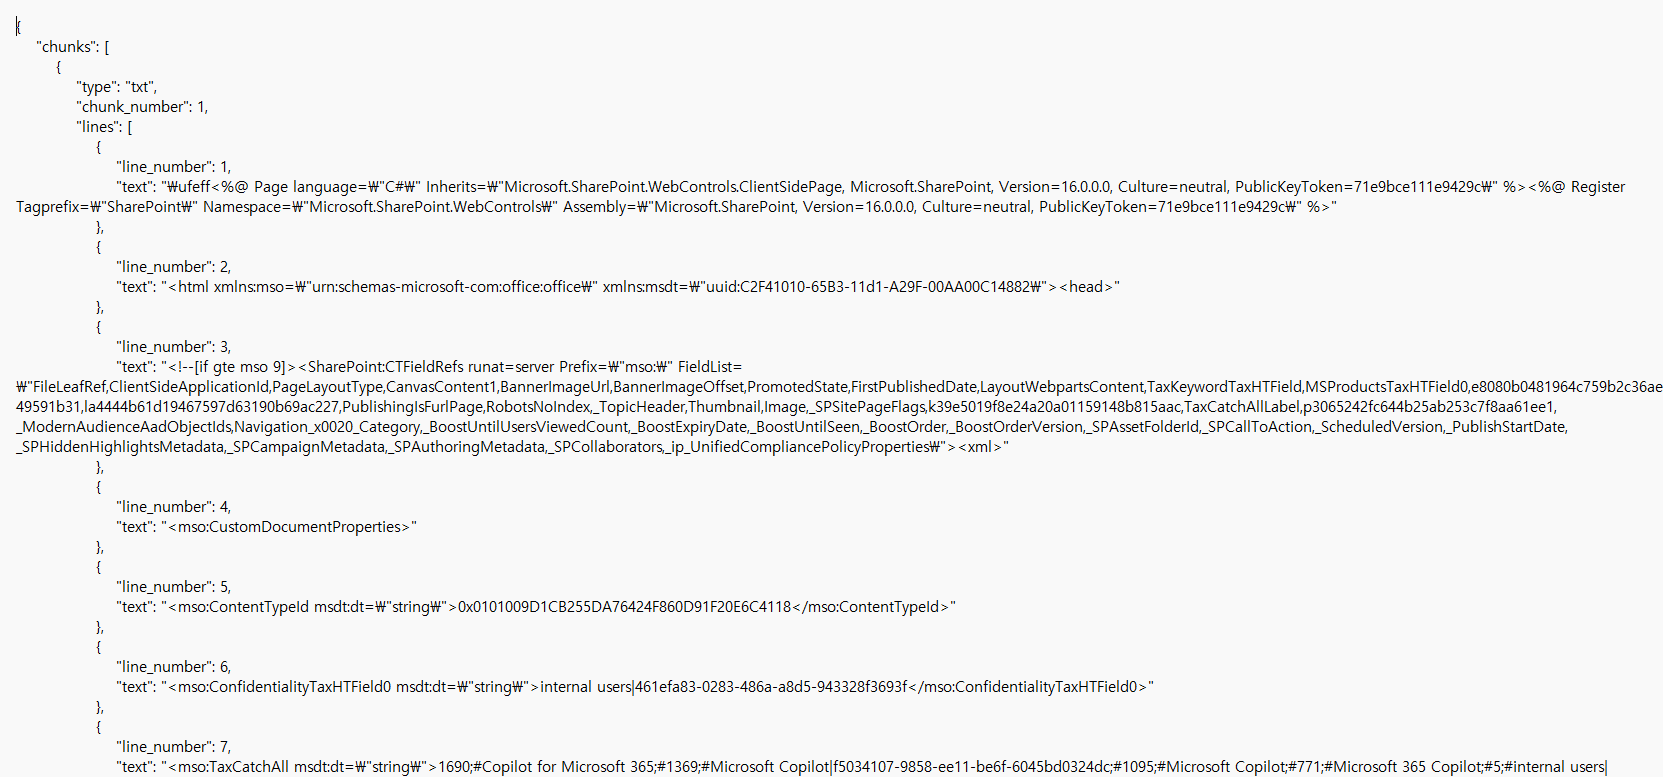 {
"chunks": [
{
"type": "txt",
"chunk_number": 1,
"lines": [
{
"line_number": 1,
"text": "₩ufeff<%@ Page language=₩"C#₩" Inherits=₩"Microsoft.SharePoint.WebControls.ClientSidePage, Microsoft.SharePoint, Version=16.0.0.0, Culture=neutral, PublicKeyToken=71e9bce111e9429c₩" %><%@ Register
Tagprefix=₩"SharePoint₩" Namespace=₩"Microsoft.SharePoint.WebControls₩" Assembly=₩"Microsoft.SharePoint, Version=16.0.0.0, Culture=neutral, PublicKeyToken=71e9bce111e9429c₩" %>"
},
{
"line_number": 2,
"text": "<html xmlns:mso=₩"urn:schemas-microsoft-com:office:office₩" xmlns:msdt=₩"uuid:C2F41010-65B3-11d1-A29F-00AA00C14882₩"><head>"
},
{
"line_number": 3,
"text": "<!--[if gte mso 9]><SharePoint:CTFieldRefs runat=server Prefix=₩"mso:₩" FieldList=
₩"FileLeafRef,ClientSideApplicationId,PageLayoutType,CanvasContent1,BannerImageUrl,BannerImageOffset,PromotedState,FirstPublishedDate,LayoutWebpartsContent,TaxKeywordTaxHTField,MSProductsTaxHTField0,e8080b0481964c759b2c36ae
49591b31,la4444b61d19467597d63190b69ac227,PublishingIsFurlPage,RobotsNoIndex,_TopicHeader,Thumbnail,Image,_SPSitePageFlags,k39e5019f8e24a20a01159148b815aac,TaxCatchAllLabel,p3065242fc644b25ab253c7f8aa61ee1,
_ModernAudienceAadObjectIds,Navigation_x0020_Category,_BoostUntilUsersViewedCount,_BoostExpiryDate,_BoostUntilSeen,_BoostOrder,_BoostOrderVersion,_SPAssetFolderId,_SPCallToAction,_ScheduledVersion,_PublishStartDate,
_SPHiddenHighlightsMetadata,_SPCampaignMetadata,_SPAuthoringMetadata,_SPCollaborators,_ip_UnifiedCompliancePolicyProperties₩"><xml>"
},
{
"line_number": 4,
"text": "<mso:CustomDocumentProperties>"
},
{
"line_number": 5,
"text": "<mso:ContentTypeId msdt:dt=₩"string₩">0x0101009D1CB255DA76424F860D91F20E6C4118</mso:ContentTypeId>"
},
{
"line_number": 6,
"text": "<mso:ConfidentialityTaxHTField0 msdt:dt=₩"string₩">internal users|461efa83-0283-486a-a8d5-943328f3693f</mso:ConfidentialityTaxHTField0>"
},
{
"line_number": 7,
"text": "<mso:TaxCatchAll msdt:dt=₩"string₩">1690;#Copilot for Microsoft 365;#1369;#Microsoft Copilot|f5034107-9858-ee11-be6f-6045bd0324dc;#1095;#Microsoft Copilot;#771;#Microsoft 365 Copilot;#5;#internal users|